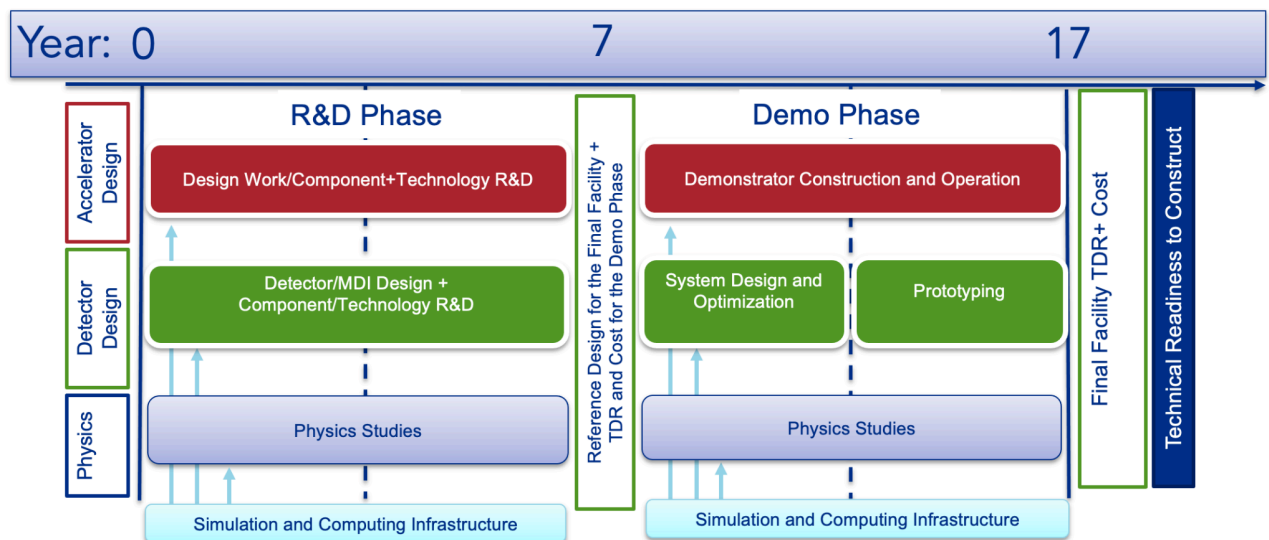 Year: 0 7 17
R&D Phase
Demo Phase
Accelerator
Design
Design Work/Component+Technology R&D
Demonstrator Construction and Operation
Detector
Design
Detector/MDI Design +
Component/Technology R&D
System Design and
Optimization
Prototyping
Physics
Physics Studies
Physics Studies
Simulation and Computing Infrastructure
Simulation and Computing Infrastructure
Reference Design for the Final Facility +
TDR and Cost for the Demo Phase
Final Facility TDR+ Cost
Technical Readiness to Construct